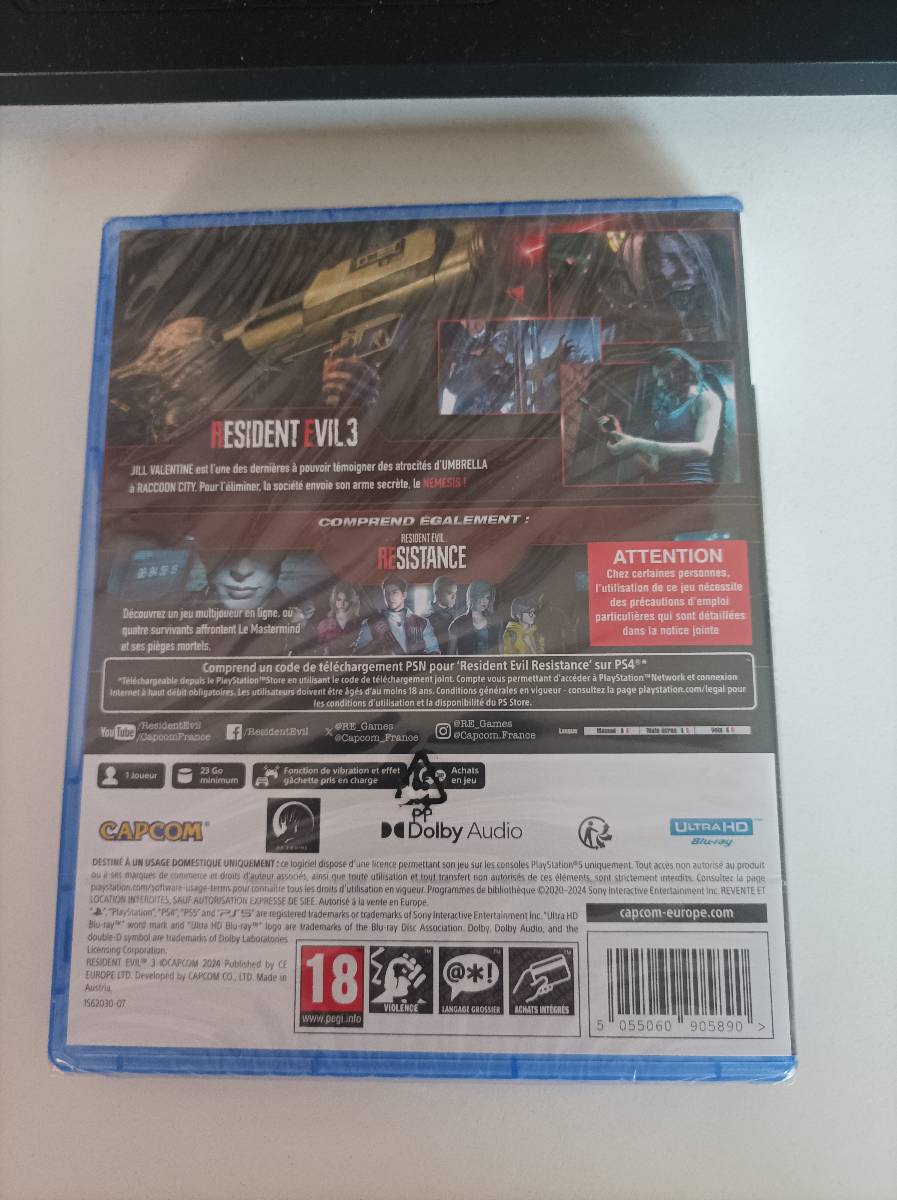 RESIDENT EVIL 3
JILL VALENTINE est l'une des dernières à pouvoir témoigner des atrocités d'UMBRELLA
à RACCOON CITY. Pour l'éliminer, la société envoie son arme secrète, le NEMESIS !
COMPREND ÉGALEMENT :
RESIDENT EVIL
RESISTANCE
Découvrez un jeu multijoueur en ligne, où
quatre survivants affrontent Le Mastermind
et ses pièges mortels.
ATTENTION
Chez certaines personnes,
l'utilisation de ce jeu nécessite
des précautions d'emploi
particulières qui sont détaillées
dans la notice jointe
Comprend un code de téléchargement PSN pour 'Resident Evil Resistance' sur PS4®*
*Téléchargeable depuis le PlayStation™Store en utilisant le code de téléchargement joint. Compte vous permettant d'accéder à PlayStation™Network et connexion
Internet à haut débit obligatoires. Les utilisateurs doivent être âgés d'au moins 18 ans. Conditions générales en vigueur - consultez la page playstation.com/legal pour
les conditions d'utilisation et la disponibilité du PS Store.
YouTube /ResidentEvil
/CapcomFrance
f /ResidentEvil
X @RE_Games
@Capcom_France
@RE_Games
@Capcom.France
Langue Manuel Texte écran Voix
1 Joueur
23 Go
minimum
Fonction de vibration et effet
gâchette pris en charge
Achats
en jeu
PP
CAPCOM
RE ENGINE
Dolby Audio
ULTRA HD
Blu-ray™
DESTINÉ À UN USAGE DOMESTIQUE UNIQUEMENT : ce logiciel dispose d'une licence permettant son jeu sur les consoles PlayStation®5 uniquement. Tout accès non autorisé au produit
ou à ses marques de commerce et droits d'auteur associés, ainsi que toute utilisation et tout transfert non autorisés de ces éléments, sont strictement interdits. Consultez la page
playstation.com/software-usage-terms pour connaître tous les droits d'utilisation en vigueur. Programmes de bibliothèque ©2020-2024 Sony Interactive Entertainment Inc. REVENTE ET
LOCATION INTERDITES, SAUF AUTORISATION EXPRESSE DE SIEE. Autorisé à la vente en Europe.
"PlayStation", "PS4", "PS5" and "PS5" are registered trademarks or trademarks of Sony Interactive Entertainment Inc. "Ultra HD
Blu-ray™" word mark and "Ultra HD Blu-ray™" logo are trademarks of the Blu-ray Disc Association. Dolby, Dolby Audio, and the
double-D symbol are trademarks of Dolby Laboratories
Licensing Corporation.
RESIDENT EVIL™ 3 ©CAPCOM 2024 Published by CE
EUROPE LTD. Developed by CAPCOM CO., LTD. Made in
Austria.
IS62030-07
capcom-europe.com
18
www.pegi.info
VIOLENCE
@*!
LANGAGE GROSSIER
ACHATS INTÉGRÉS
5 055060 905890 >